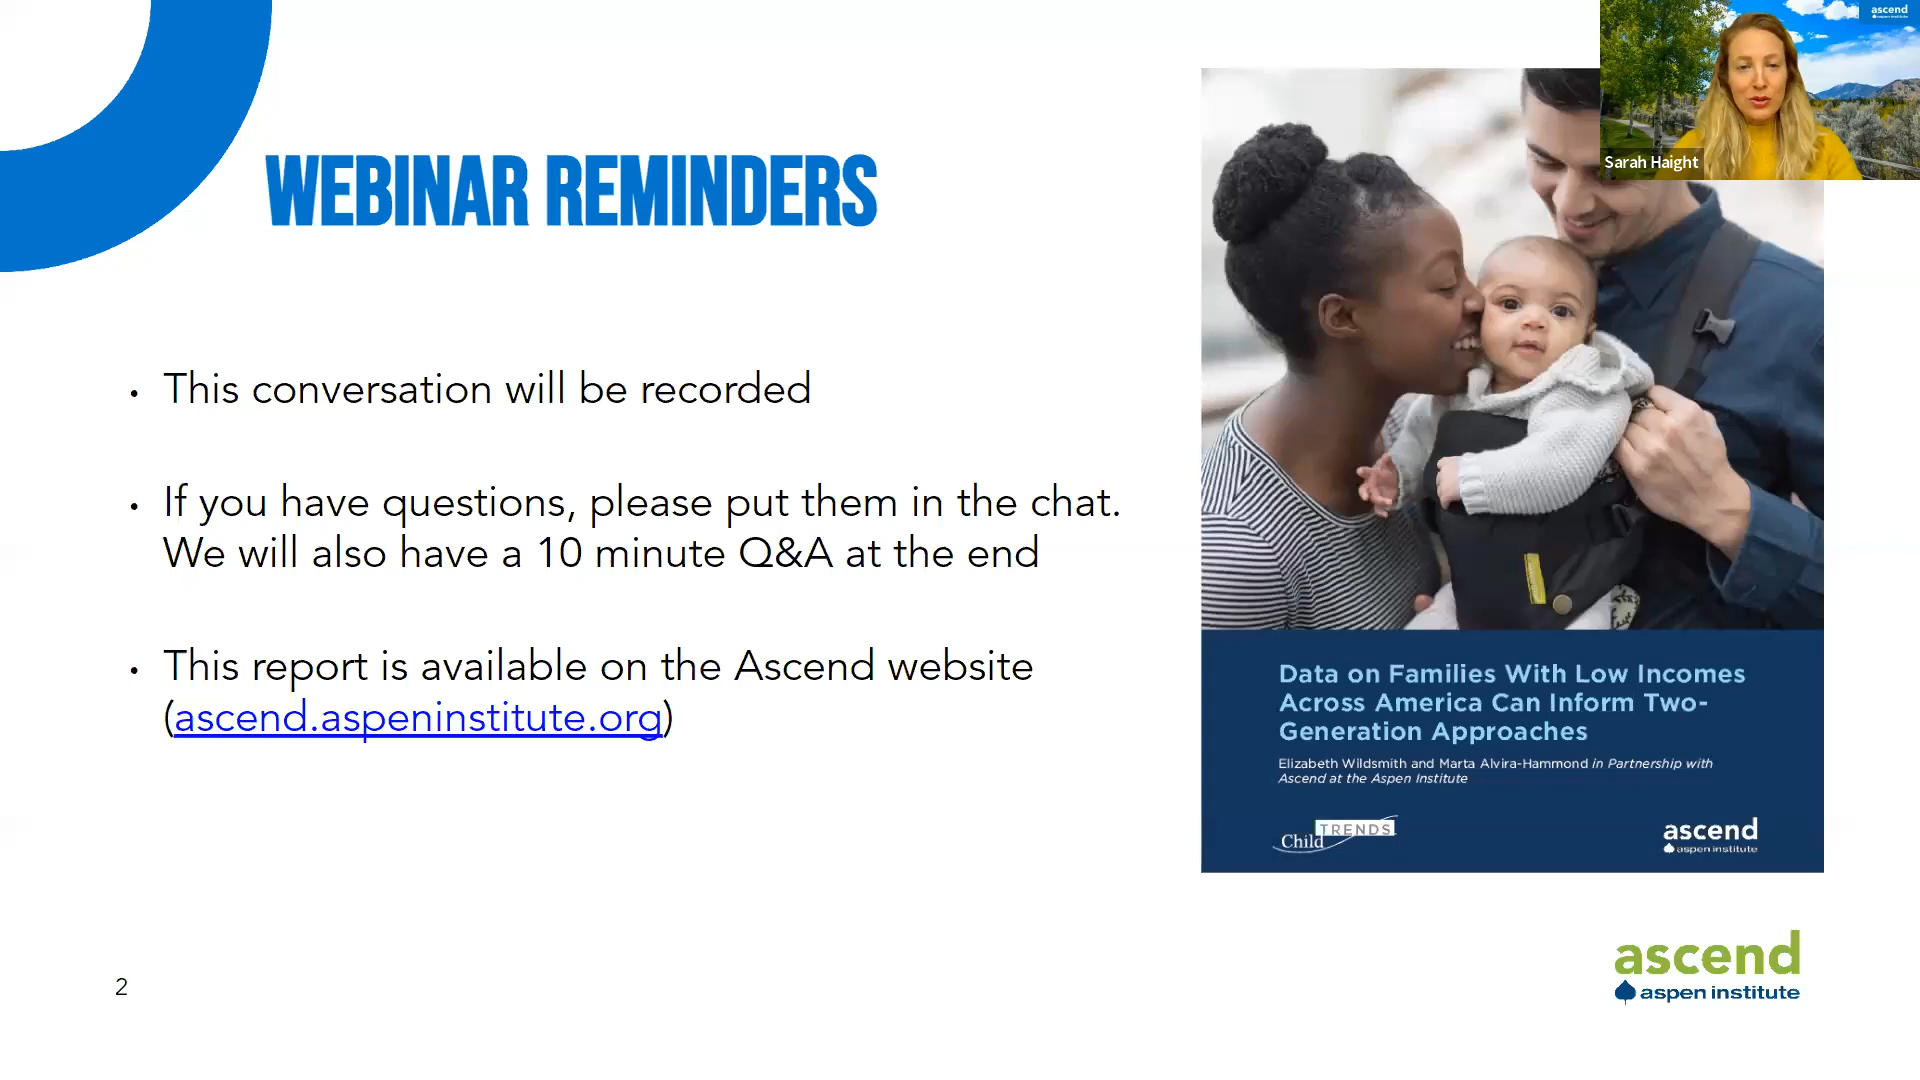 ascend
aspen institute
Sarah Haight
WEBINAR REMINDERS
• This conversation will be recorded
• If you have questions, please put them in the chat.
We will also have a 10 minute Q&A at the end
• This report is available on the Ascend website
(ascend.aspeninstitute.org)
Data on Families With Low Incomes
Across America Can Inform Two-
Generation Approaches
Elizabeth Wildsmith and Marta Alvira-Hammond in Partnership with
Ascend at the Aspen Institute
Child TRENDS
ascend
aspen institute
ascend
aspen institute
2